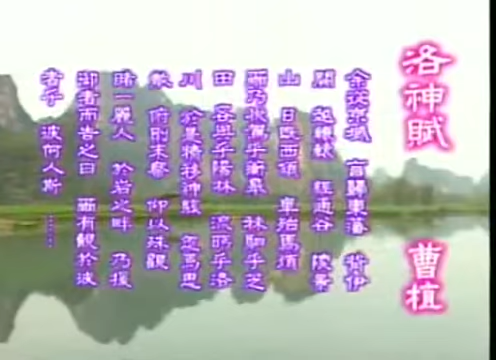 洛神賦 曹植
余從京域 言歸東藩 背伊
闕 越轘轅 經通谷 陵景
山 日既西傾 車殆馬煩
爾乃稅駕乎蘅皋 秣駟乎芝
田 容與乎陽林 流眄乎洛
川 於是精移神駭 忽焉思
散 俯則未察 仰以殊觀
睹一麗人 於岩之畔 乃援
御者而告之曰 爾有覿於彼
者乎 彼何人斯 ……